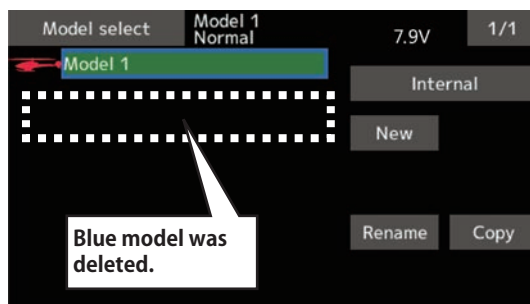 Model select
Model 1
Normal
7.9V
1/1
Model 1
Internal
New
Blue model was
deleted.
Rename
Copy